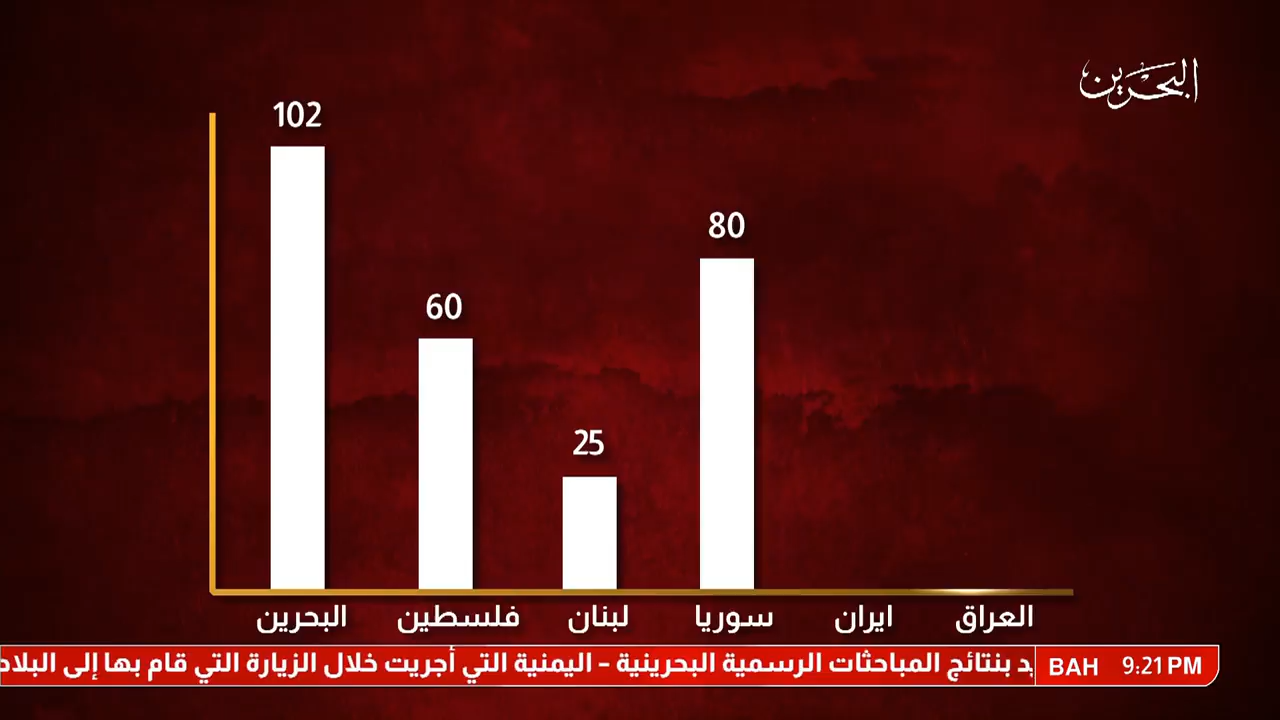 البحرين
102
60
25
80
البحرين فلسطين لبنان سوريا ايران العراق
بنتائج المباحثات الرسمية البحرينية – اليمنية التي أجريت خلال الزيارة التي قام بها إلى
BAH 9:21 PM